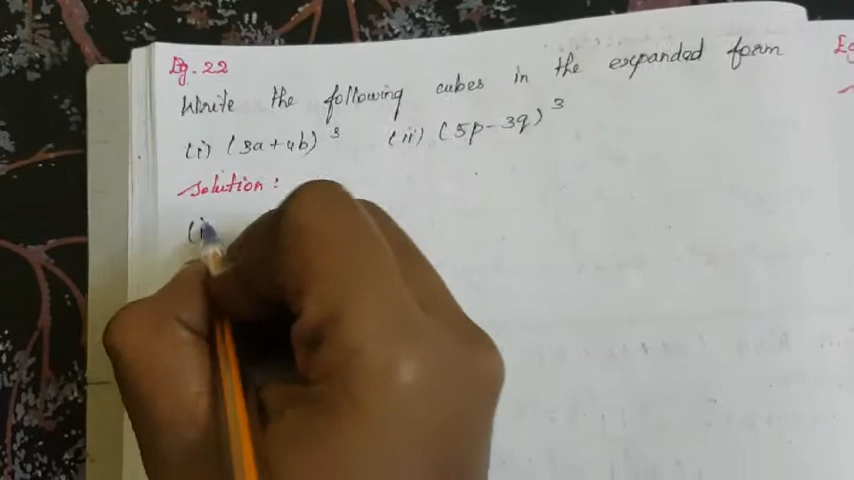 Eg. 22
Write the following cubes in the expanded form
(i) (3a+4b)³ (ii) (5p-3q)³
Solution :
(i